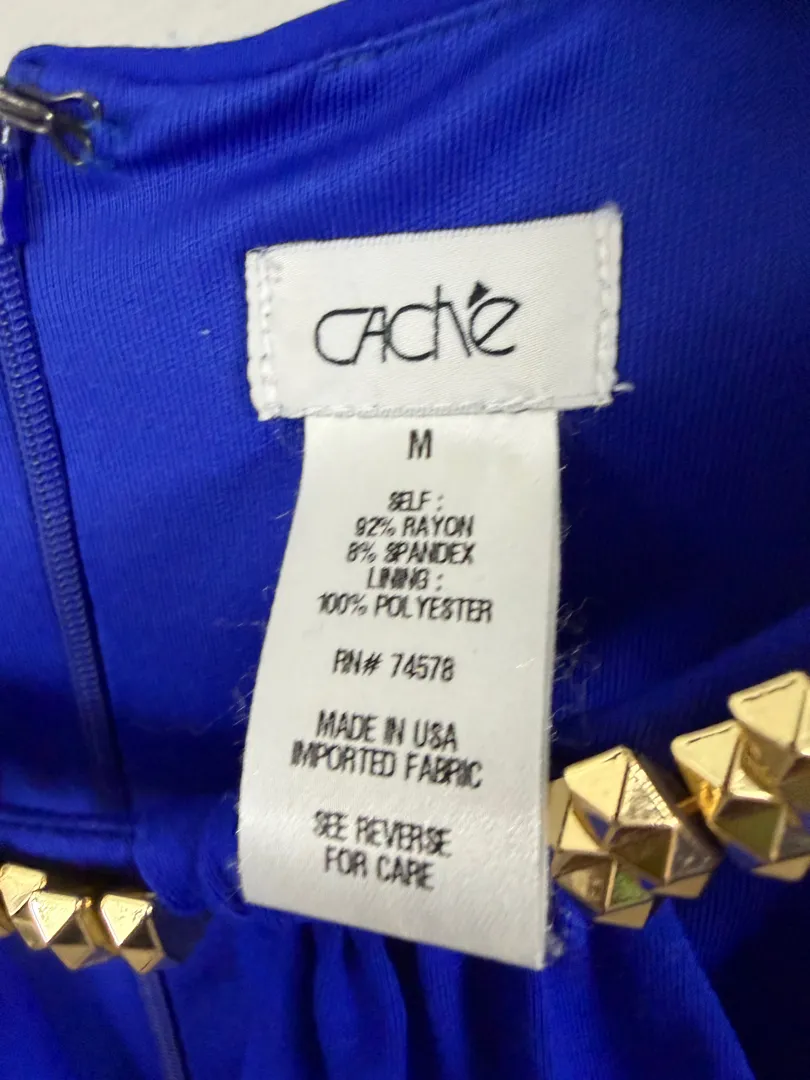 CACHÉ
M
SELF :
92% RAYON
8% SPANDEX
LINING :
100% POLYESTER
RN# 74578
MADE IN USA
IMPORTED FABRIC
SEE REVERSE
FOR CARE